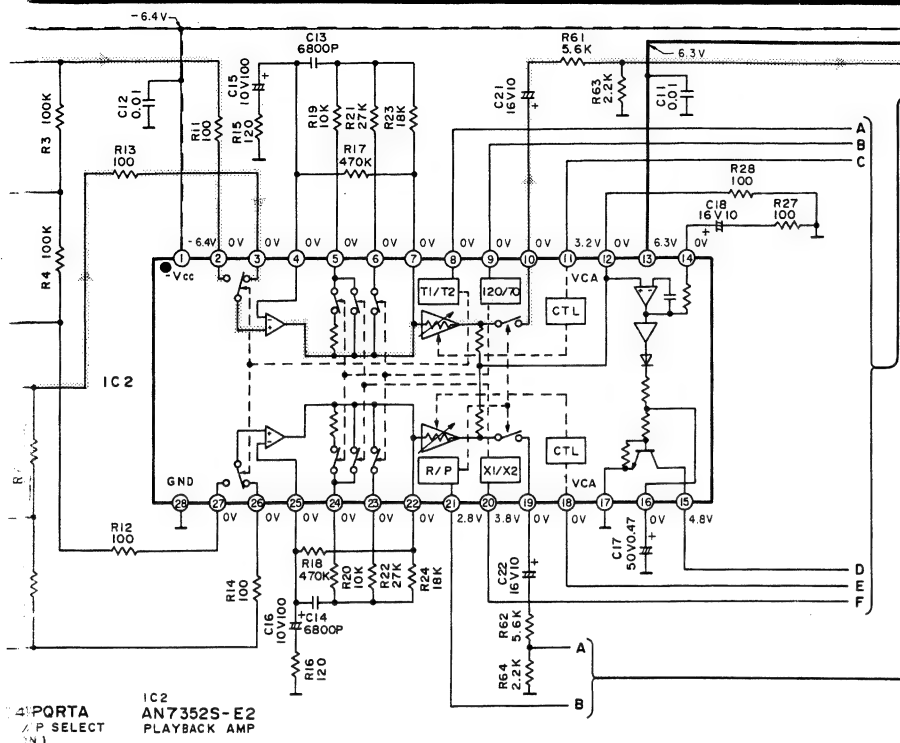 -6.4V
C13
6800P
R61
5.6K
6.3V
R3 100K
C12
0.01
R11
100
C15
10V100
R15
120
R19
10K
R21
27K
R23
18K
C21
16V10
R63
2.2K
C11
0.01
A
B
C
R13
100
R17
470K
R28
100
C18
16V10
R27
100
R4 100K
-6.4V 0V 0V 0V 0V 0V 0V 0V 0V 3.2V 0V 6.3V 0V
1 2 3 4 5 6 7 8 9 10 11 12 13 14
-Vcc
VCA
T1/T2
120/70
CTL
IC2
R/P
X1/X2
CTL
GND
VCA
28 27 26 25 24 23 22 21 20 19 18 17 16 15
0V 0V 0V 0V 0V 0V 2.8V 3.8V 0V 0V 0V 4.8V
R12
100
R14
100
R18
470K
R20
10K
R22
27K
R24
18K
C22
16V10
C17
50V0.47
D
E
F
C16
10V100
C14
6800P
R16
120
R62
5.6K
R64
2.2K
A
B
IC2
AN7352S-E2
PLAYBACK AMP
PORTA
P SELECT